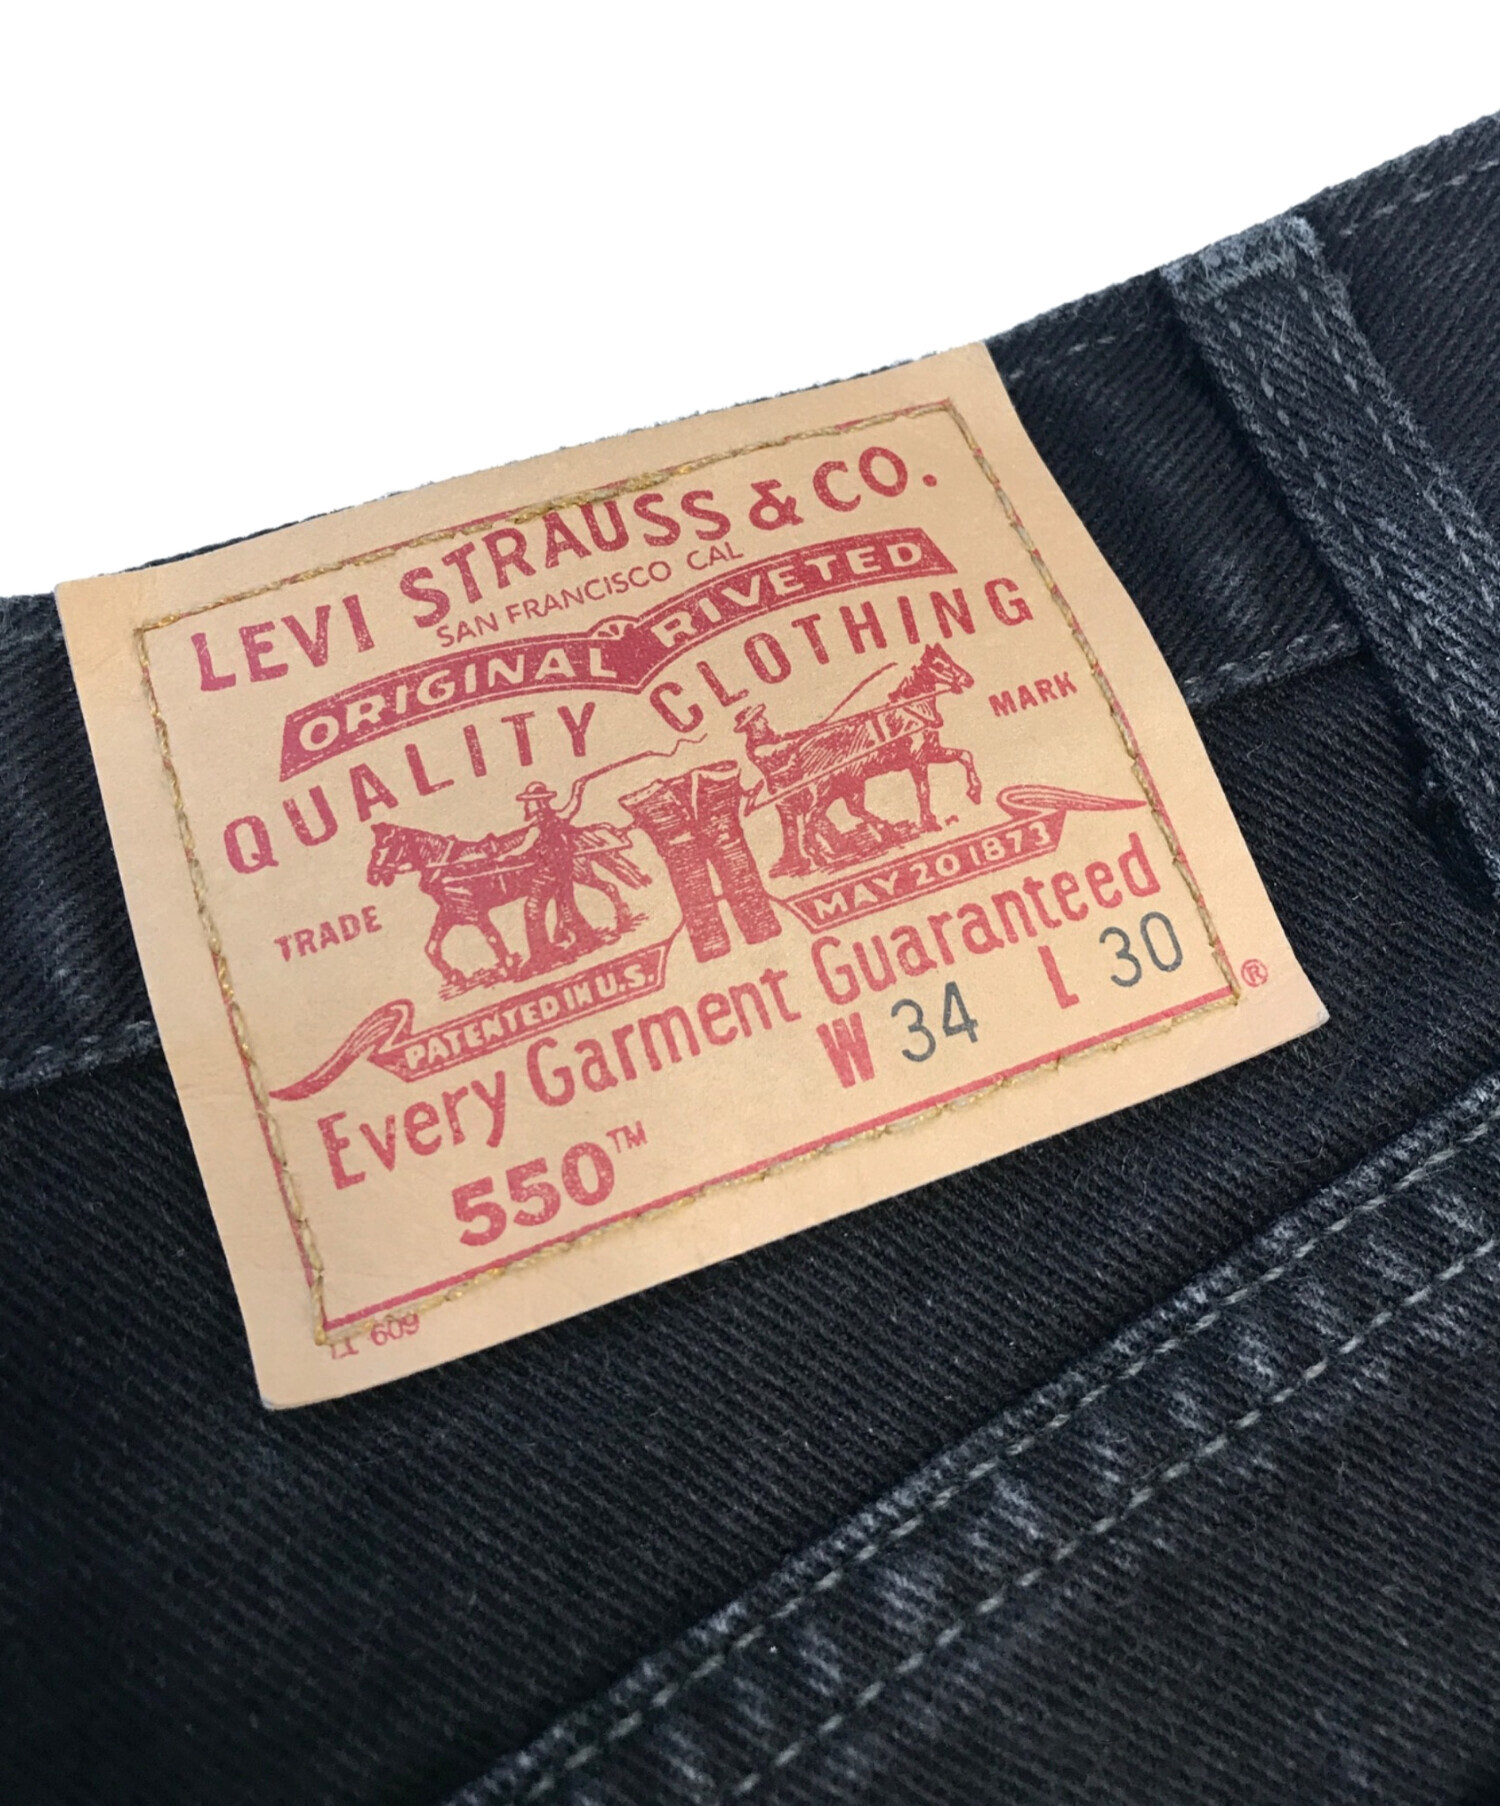 LEVI STRAUSS & CO.
SAN FRANCISCO CAL
ORIGINAL RIVETED
QUALITY CLOTHING
TRADE MARK
PATENTED IN U.S. MAY 20 1873
Every Garment Guaranteed
W 34 L 30
550™
®
609